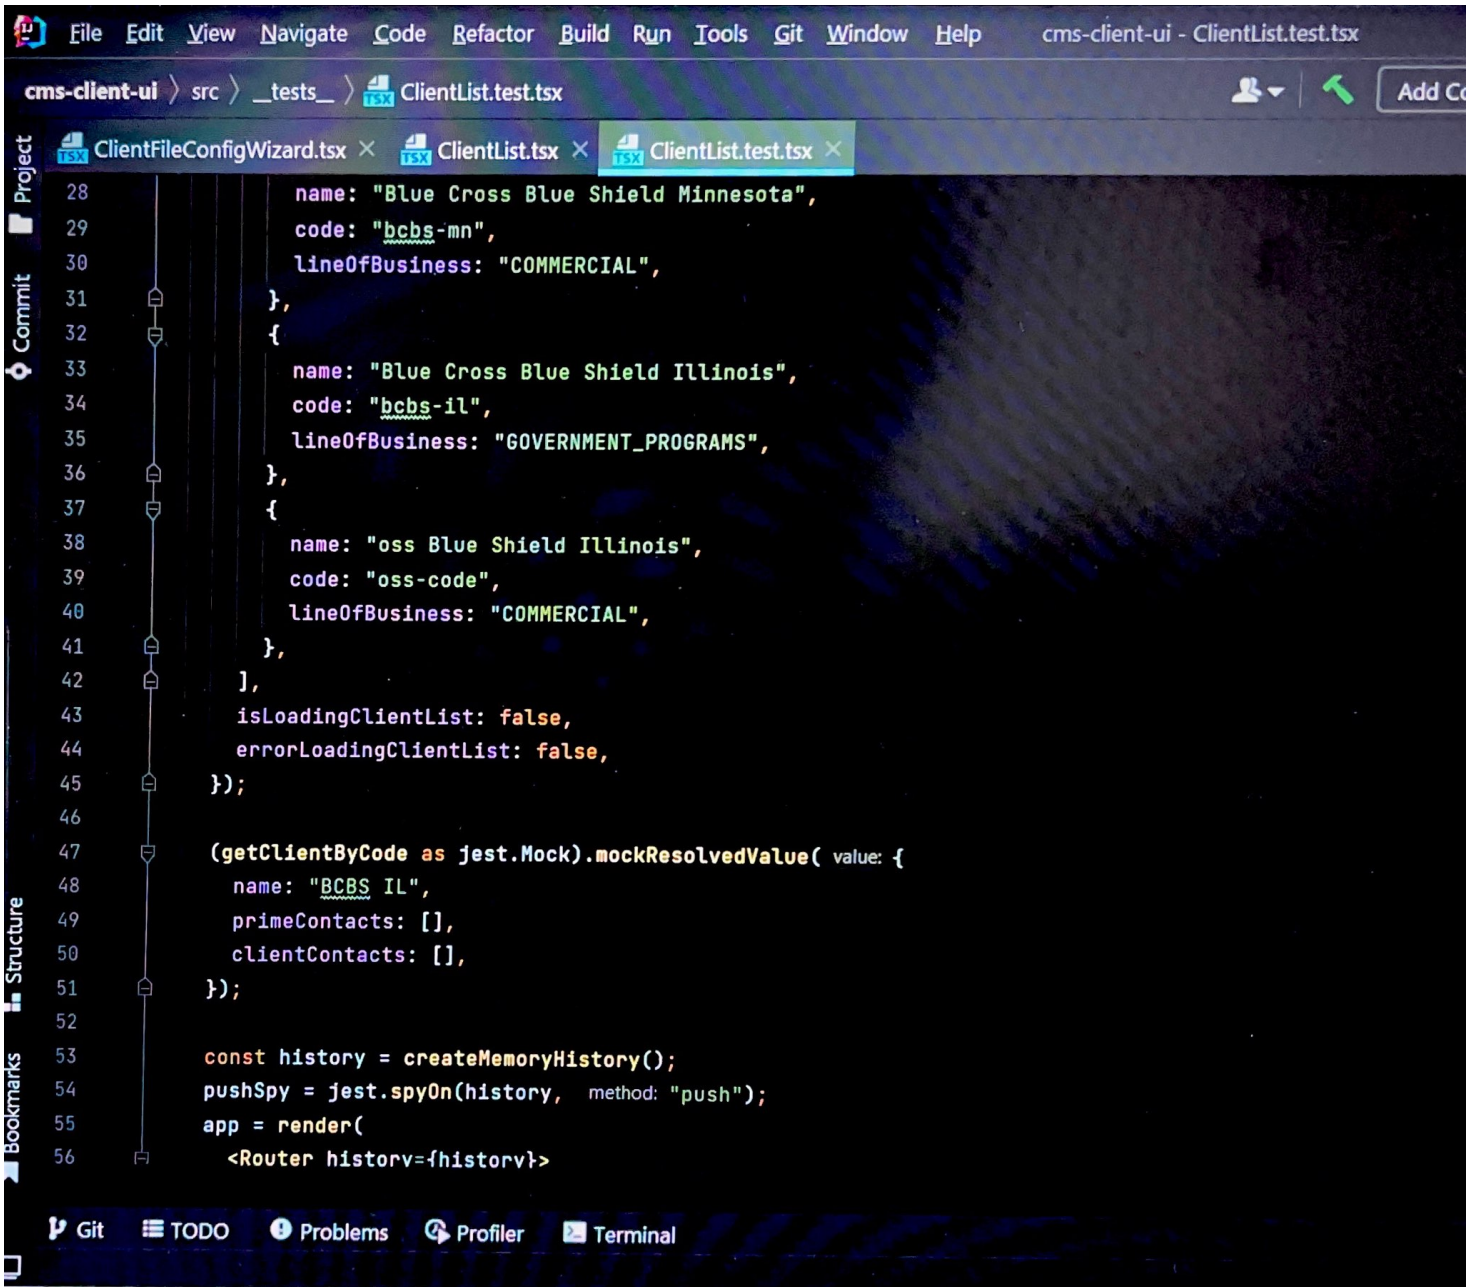 File Edit View Navigate Code Refactor Build Run Tools Git Window Help cms-client-ui - ClientList.test.tsx
cms-client-ui src __tests__ ClientList.test.tsx Add Co
Project
Commit
Structure
Bookmarks
ClientFileConfigWizard.tsx ClientList.tsx ClientList.test.tsx
28 name: "Blue Cross Blue Shield Minnesota",
29 code: "bcbs-mn",
30 lineOfBusiness: "COMMERCIAL",
31 },
32 {
33 name: "Blue Cross Blue Shield Illinois",
34 code: "bcbs-il",
35 lineOfBusiness: "GOVERNMENT_PROGRAMS",
36 },
37 {
38 name: "oss Blue Shield Illinois",
39 code: "oss-code",
40 lineOfBusiness: "COMMERCIAL",
41 },
42 ],
43 isLoadingClientList: false,
44 errorLoadingClientList: false,
45 });
46
47 (getClientByCode as jest.Mock).mockResolvedValue( value: {
48 name: "BCBS IL",
49 primeContacts: [],
50 clientContacts: [],
51 });
52
53 const history = createMemoryHistory();
54 pushSpy = jest.spyOn(history, method: "push");
55 app = render(
56 <Router history={history}>
Git TODO Problems Profiler Terminal